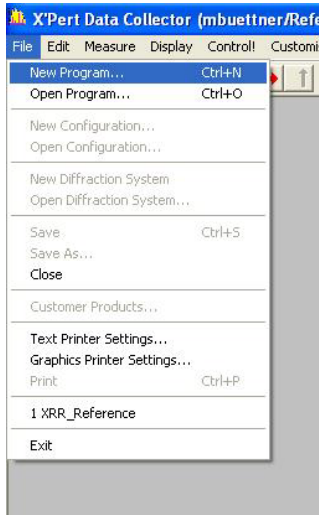 X'Pert Data Collector (mbuettner/Refe
File Edit Measure Display Control! Customi
New Program... Ctrl+N
Open Program... Ctrl+O
New Configuration...
Open Configuration...
New Diffraction System
Open Diffraction System...
Save Ctrl+S
Save As...
Close
Customer Products...
Text Printer Settings...
Graphics Printer Settings...
Print Ctrl+P
1 XRR_Reference
Exit